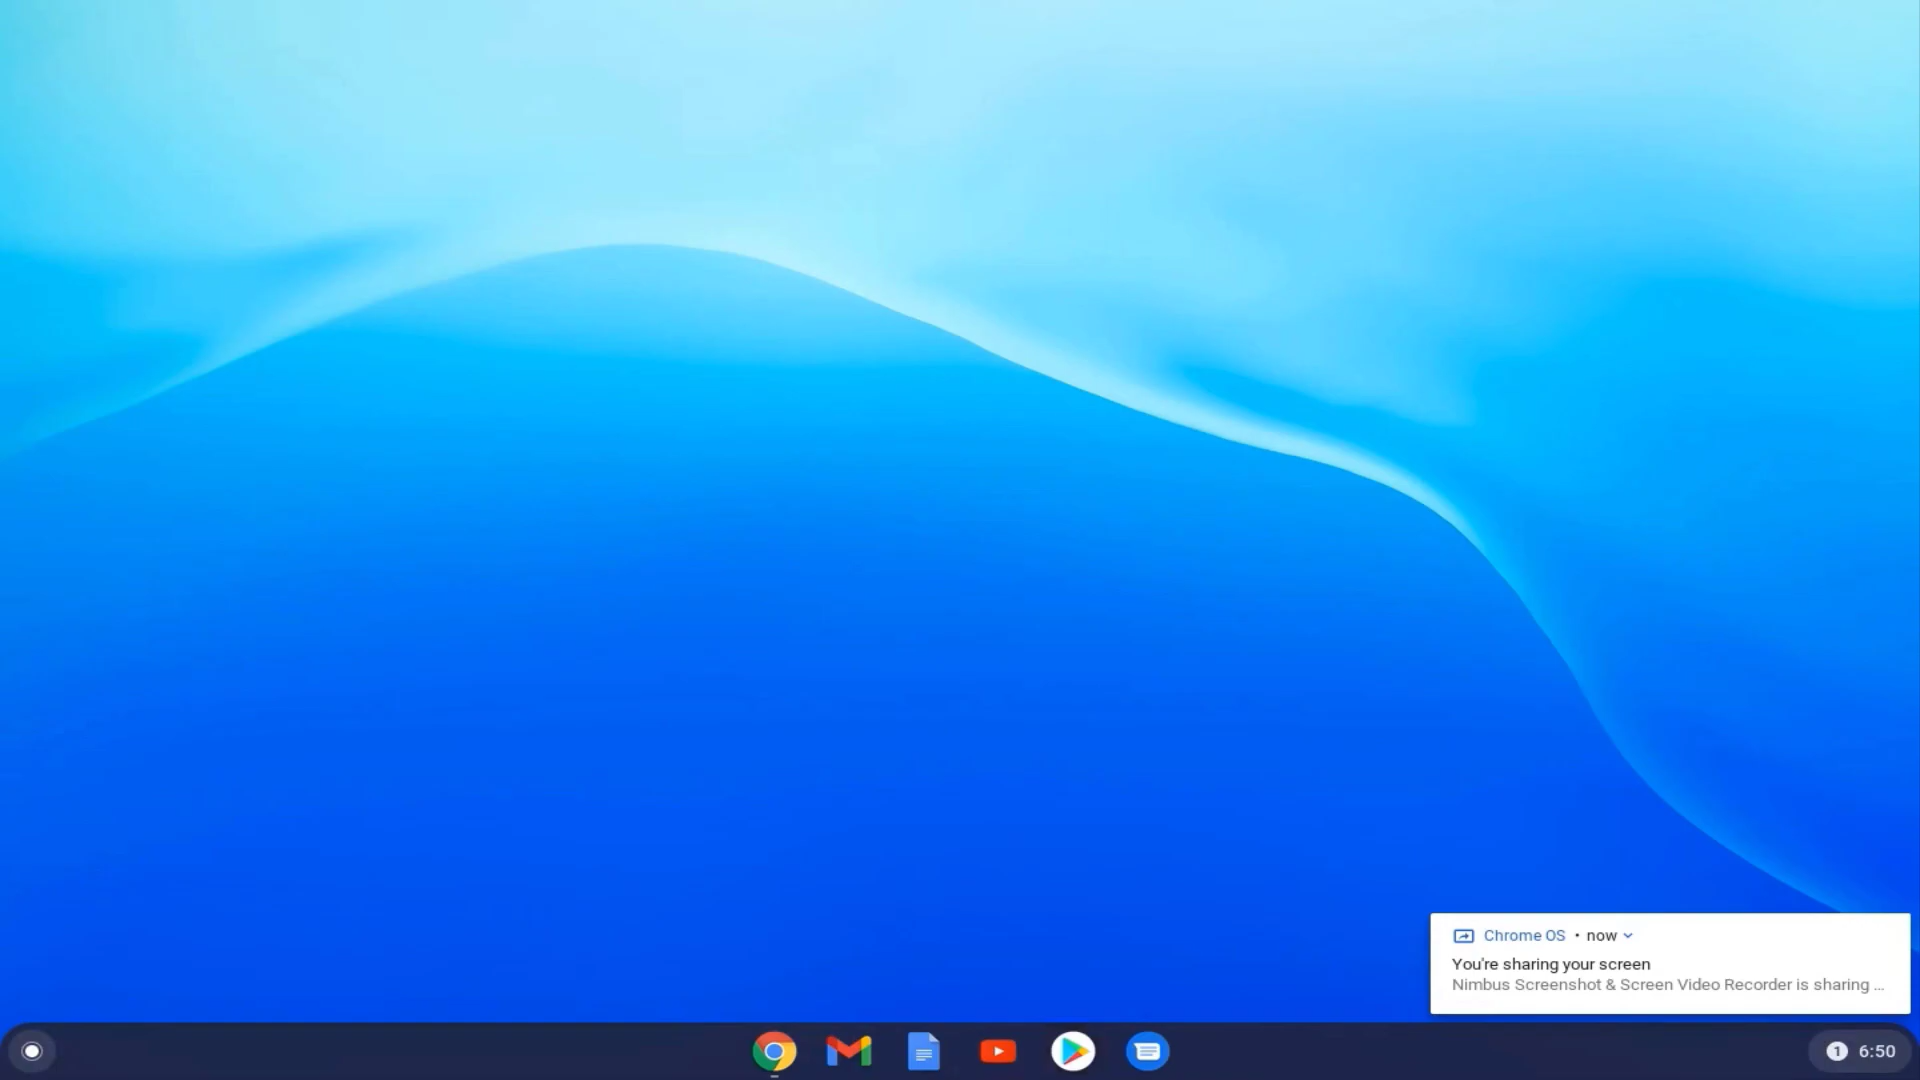 Chrome OS • now
You're sharing your screen
Nimbus Screenshot & Screen Video Recorder is sharing ...
1 6:50